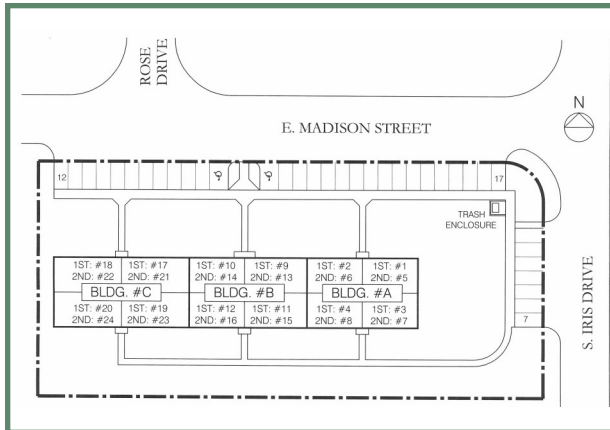 ROSE
DRIVE
E. MADISON STREET
N
12
17
TRASH
ENCLOSURE
1ST: #18
2ND: #22
1ST: #17
2ND: #21
1ST: #10
2ND: #14
1ST: #9
2ND: #13
1ST: #2
2ND: #6
1ST: #1
2ND: #5
BLDG. #C
BLDG. #B
BLDG. #A
1ST: #20
2ND: #24
1ST: #19
2ND: #23
1ST: #12
2ND: #16
1ST: #11
2ND: #15
1ST: #4
2ND: #8
1ST: #3
2ND: #7
7
S. IRIS DRIVE